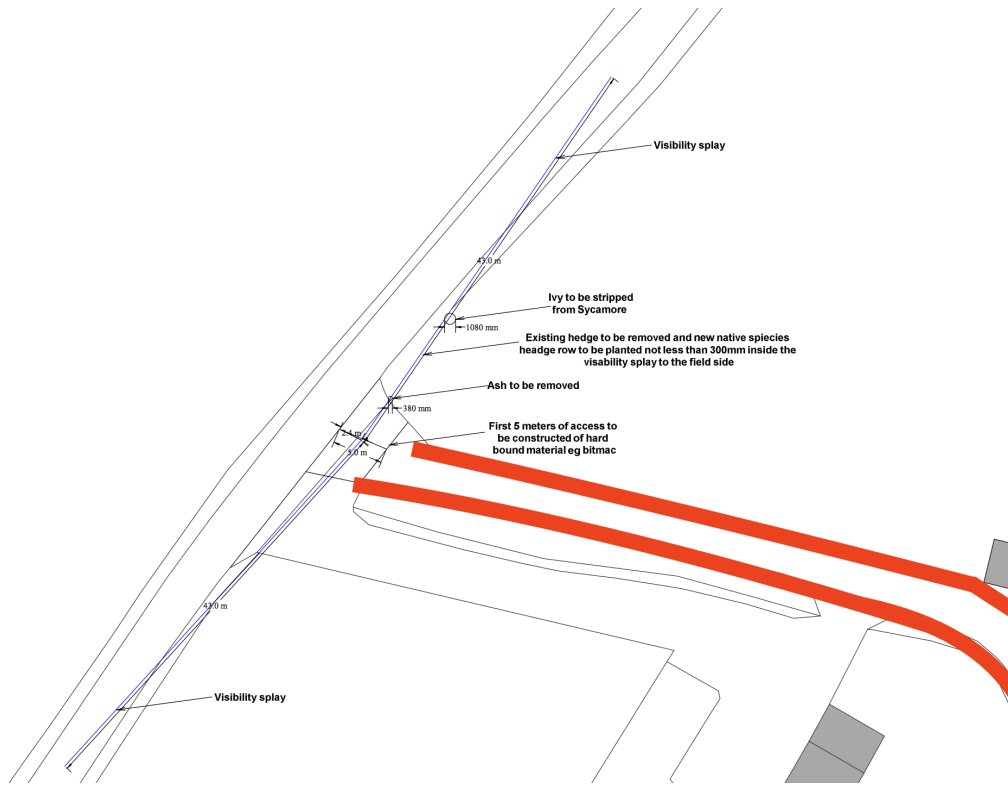 Visibility splay
43.0 m
Ivy to be stripped
from Sycamore
1080 mm
Existing hedge to be removed and new native spiecies
headge row to be planted not less than 300mm inside the
visability splay to the field side
Ash to be removed
380 mm
First 5 meters of access to
be constructed of hard
bound material eg bitmac
2.4 m
5.0 m
43.0 m
Visibility splay